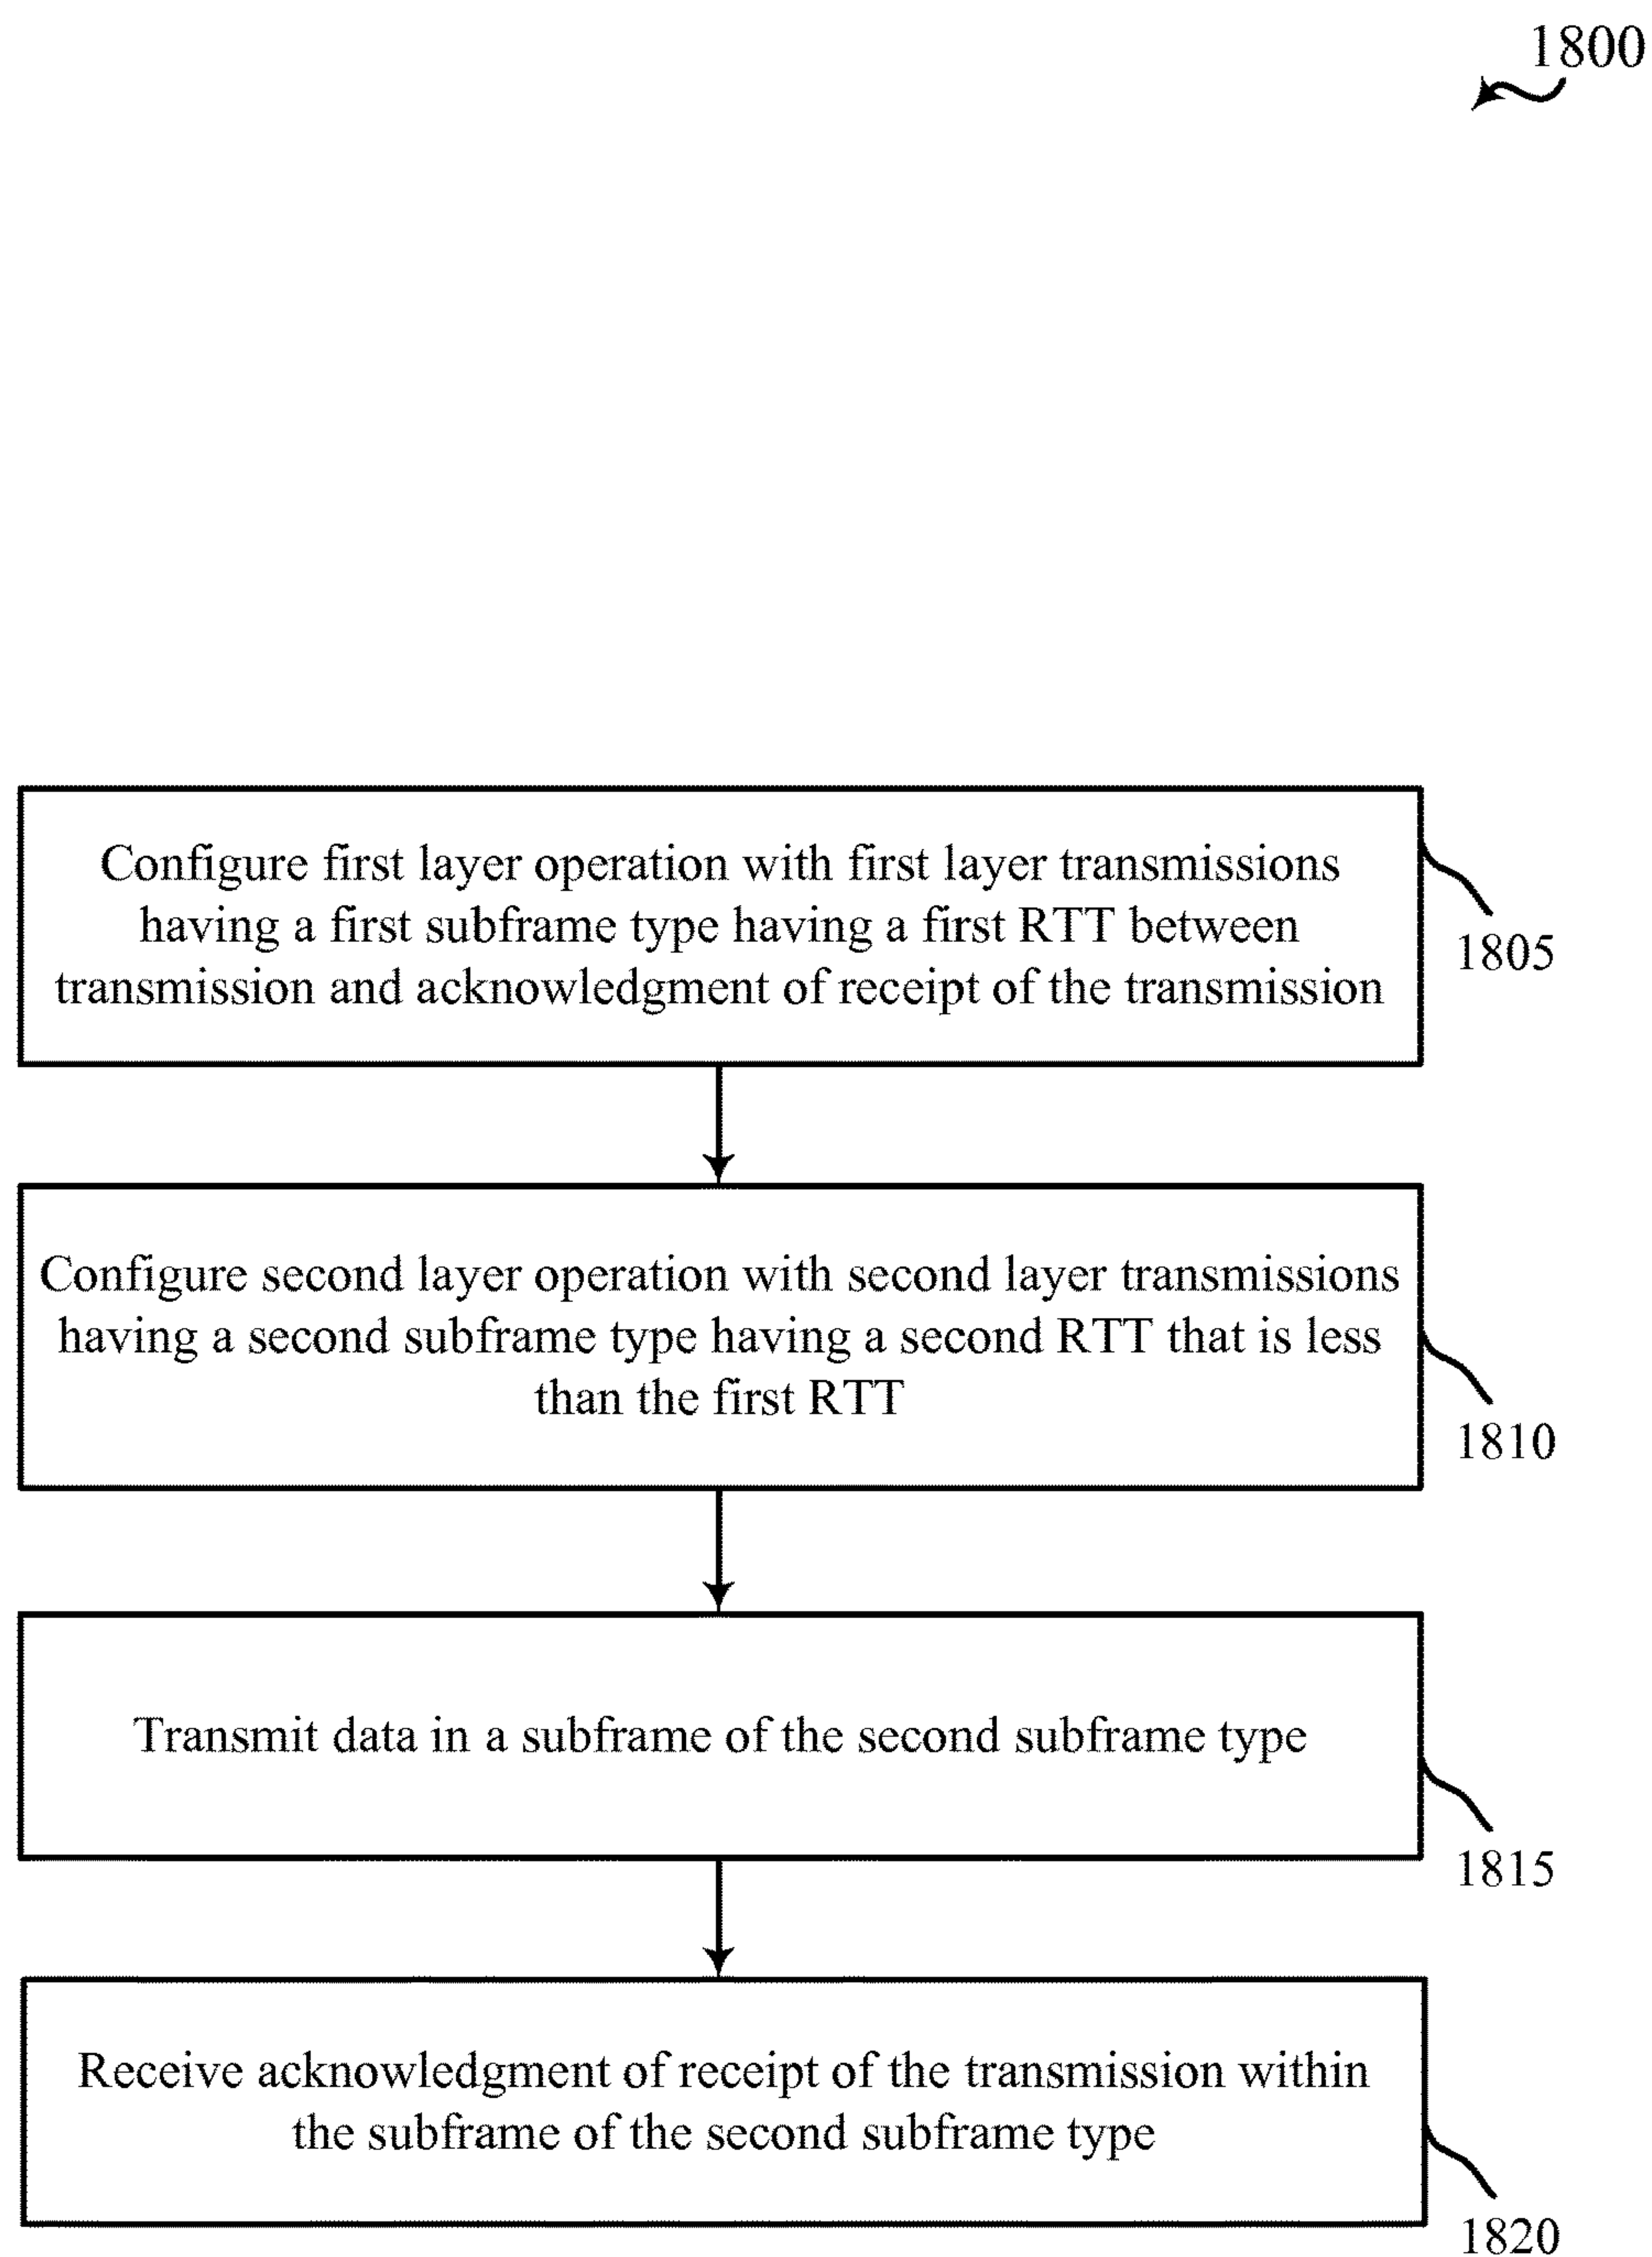 1800
Configure first layer operation with first layer transmissions
having a first subframe type having a first RTT between
transmission and acknowledgment of receipt of the transmission
1805
Configure second layer operation with second layer transmissions
having a second subframe type having a second RTT that is less
than the first RTT
1810
Transmit data in a subframe of the second subframe type
1815
Receive acknowledgment of receipt of the transmission within
the subframe of the second subframe type
1820